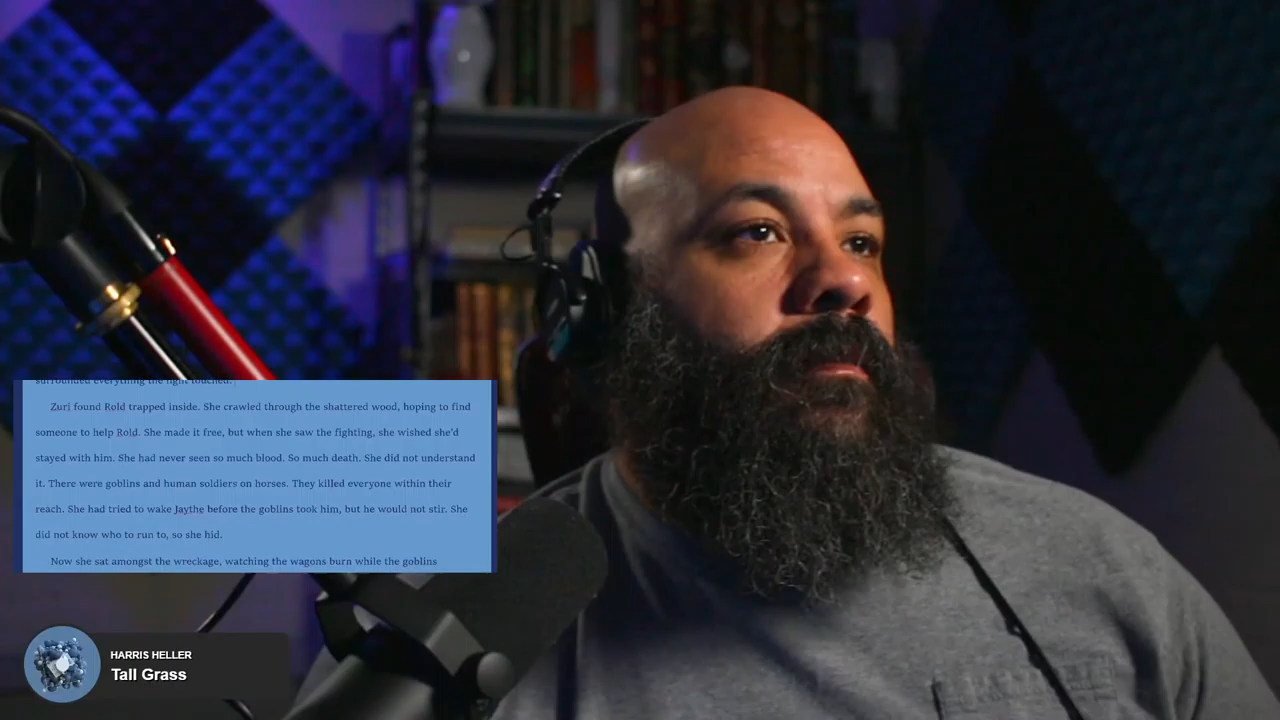 surrounded everything the light touched.
Zuri found Rold trapped inside. She crawled through the shattered wood, hoping to find
someone to help Rold. She made it free, but when she saw the fighting, she wished she'd
stayed with him. She had never seen so much blood. So much death. She did not understand
it. There were goblins and human soldiers on horses. They killed everyone within their
reach. She had tried to wake Jaythe before the goblins took him, but he would not stir. She
did not know who to run to, so she hid.
Now she sat amongst the wreckage, watching the wagons burn while the goblins
HARRIS HELLER
Tall Grass